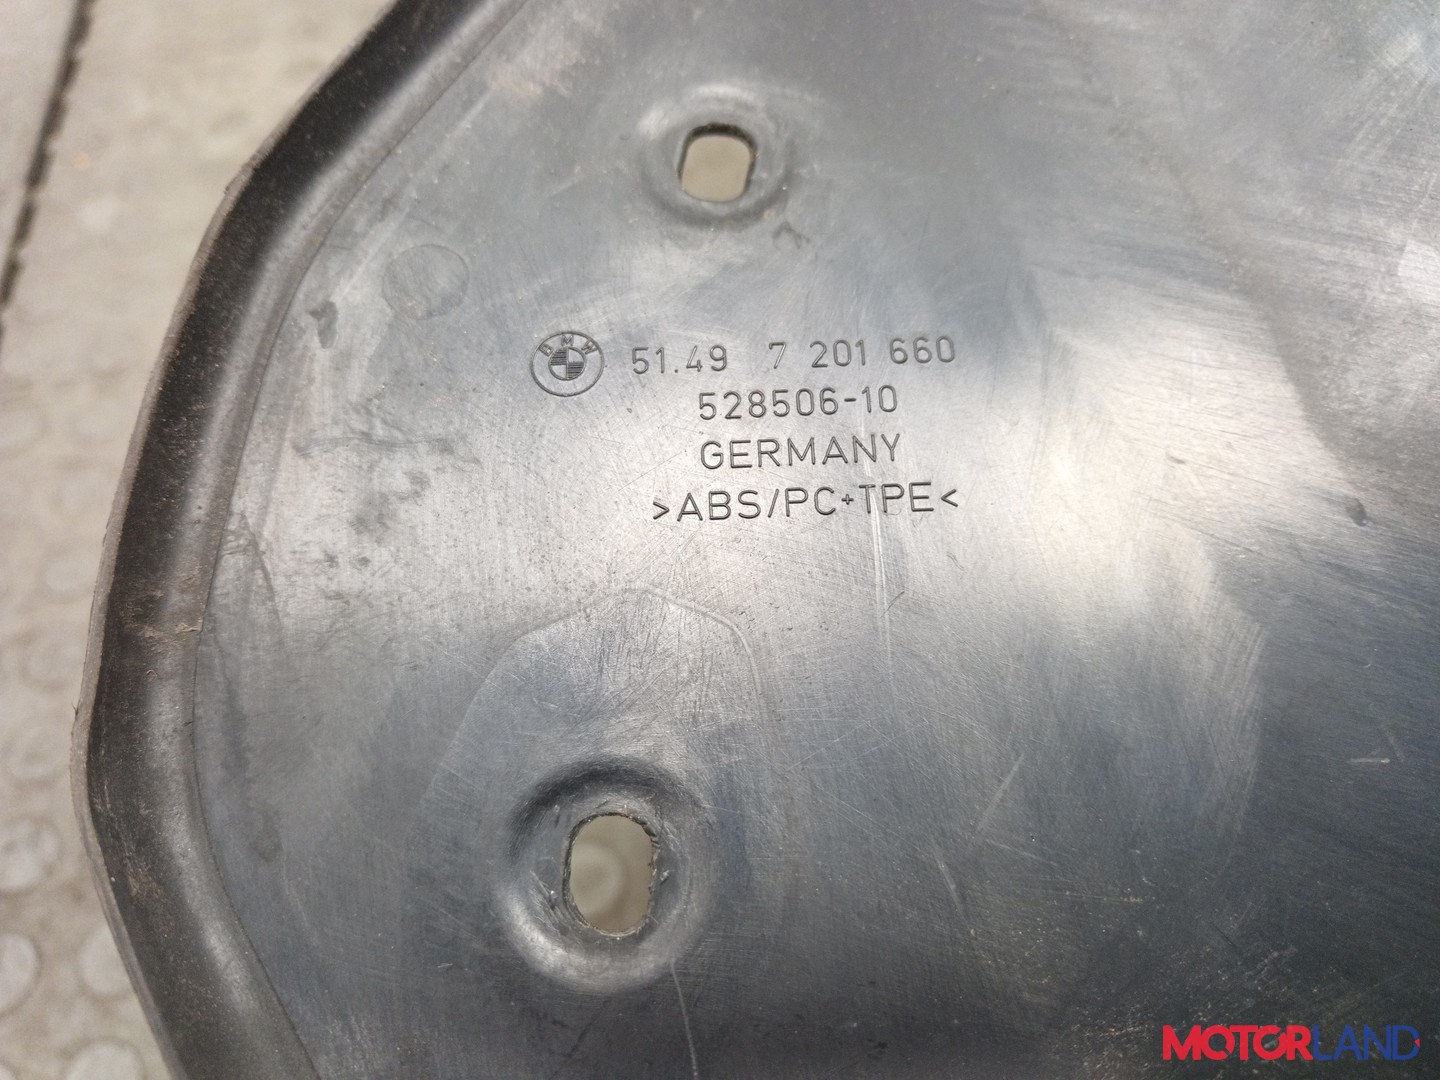 BMW 51.49 7 201 660
528506-10
GERMANY
>ABS/PC+TPE<
MOTORLAND